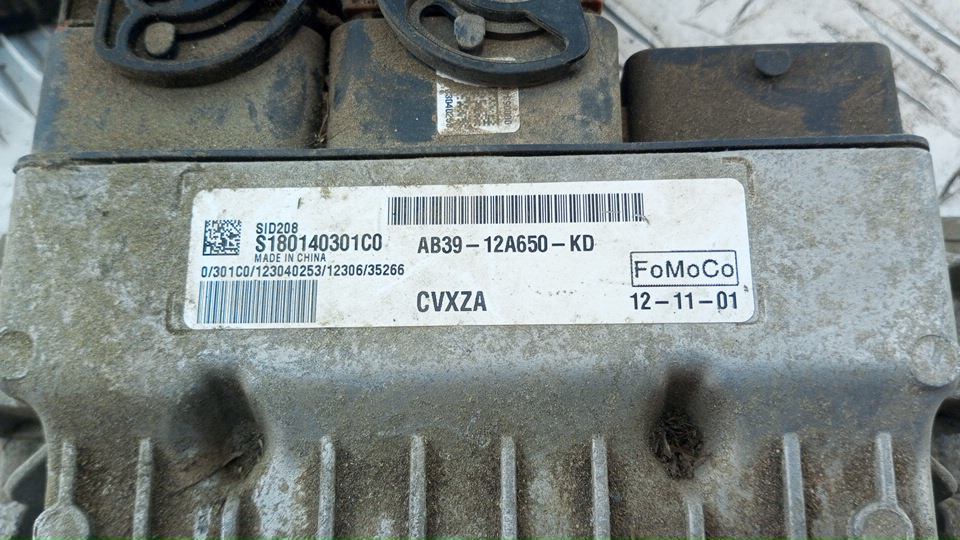 SID208
S180140301C0
MADE IN CHINA
0/301C0/123040253/12306/35266
AB39-12A650-KD
FoMoCo
CVXZA
12-11-01